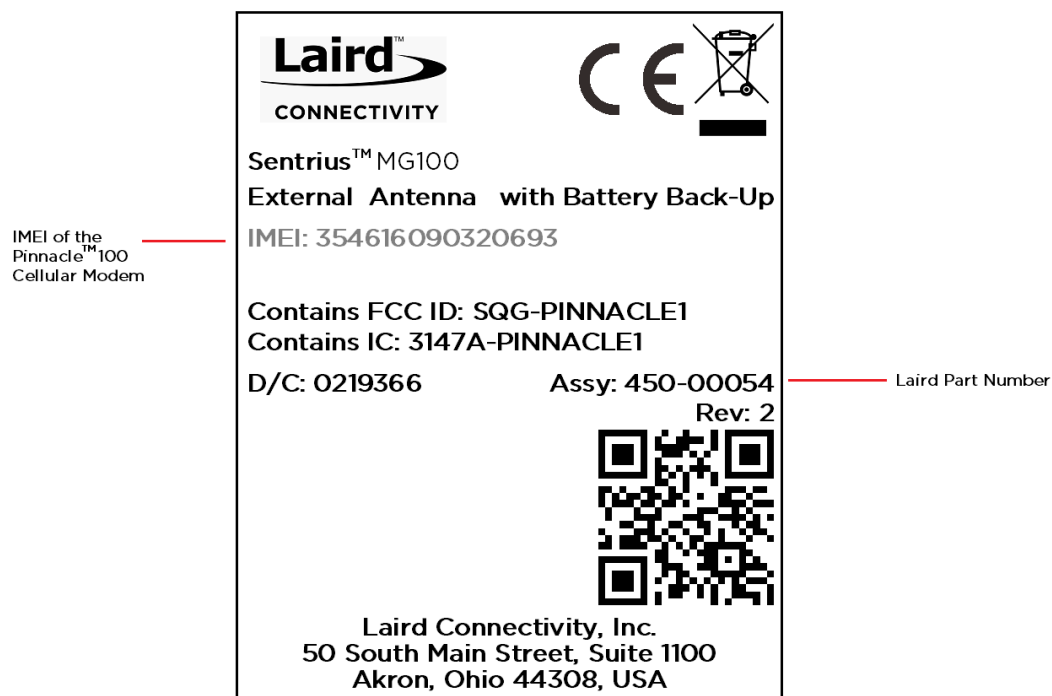 Laird™
CONNECTIVITY
CE
Sentrius™ MG100
External Antenna with Battery Back-Up
IMEI of the
Pinnacle™100
Cellular Modem
IMEI: 354616090320693
Contains FCC ID: SQG-PINNACLE1
Contains IC: 3147A-PINNACLE1
D/C: 0219366 Assy: 450-00054
Laird Part Number
Rev: 2
Laird Connectivity, Inc.
50 South Main Street, Suite 1100
Akron, Ohio 44308, USA